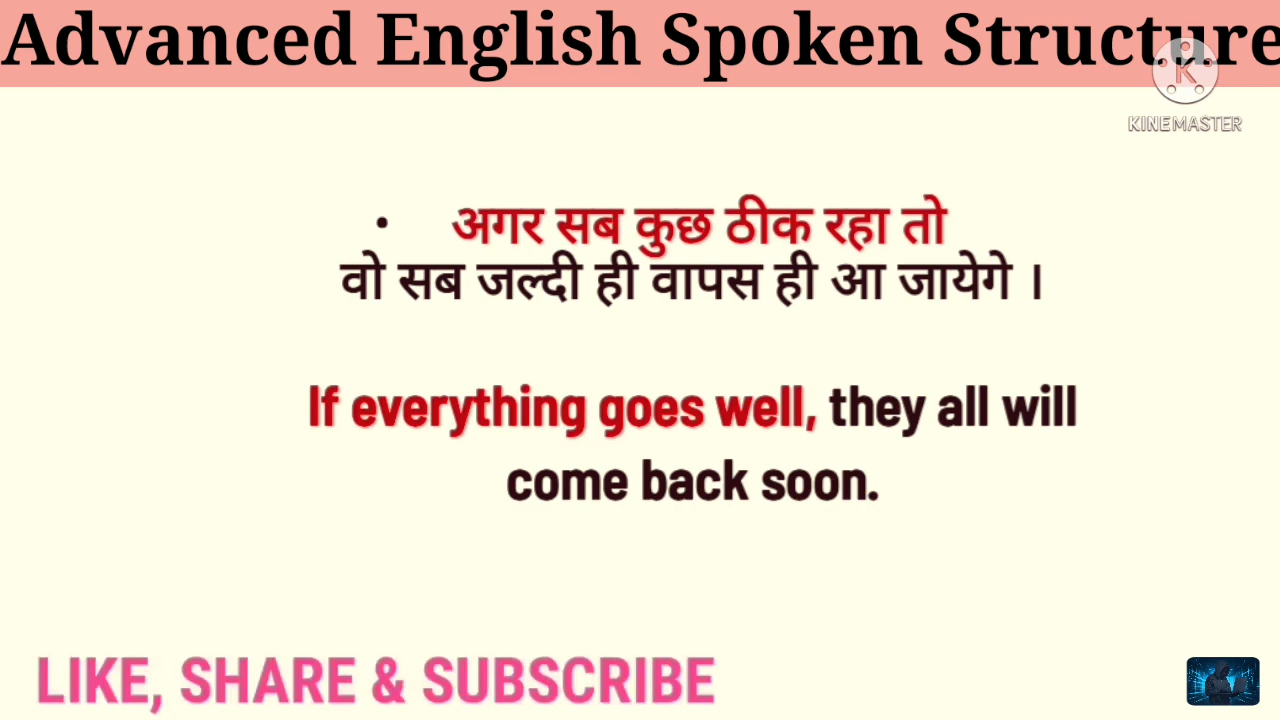 Advanced English Spoken Structure
KINEMASTER
• अगर सब कुछ ठीक रहा तो
वो सब जल्दी ही वापस ही आ जायेगे ।
If everything goes well, they all will
come back soon.
LIKE, SHARE & SUBSCRIBE